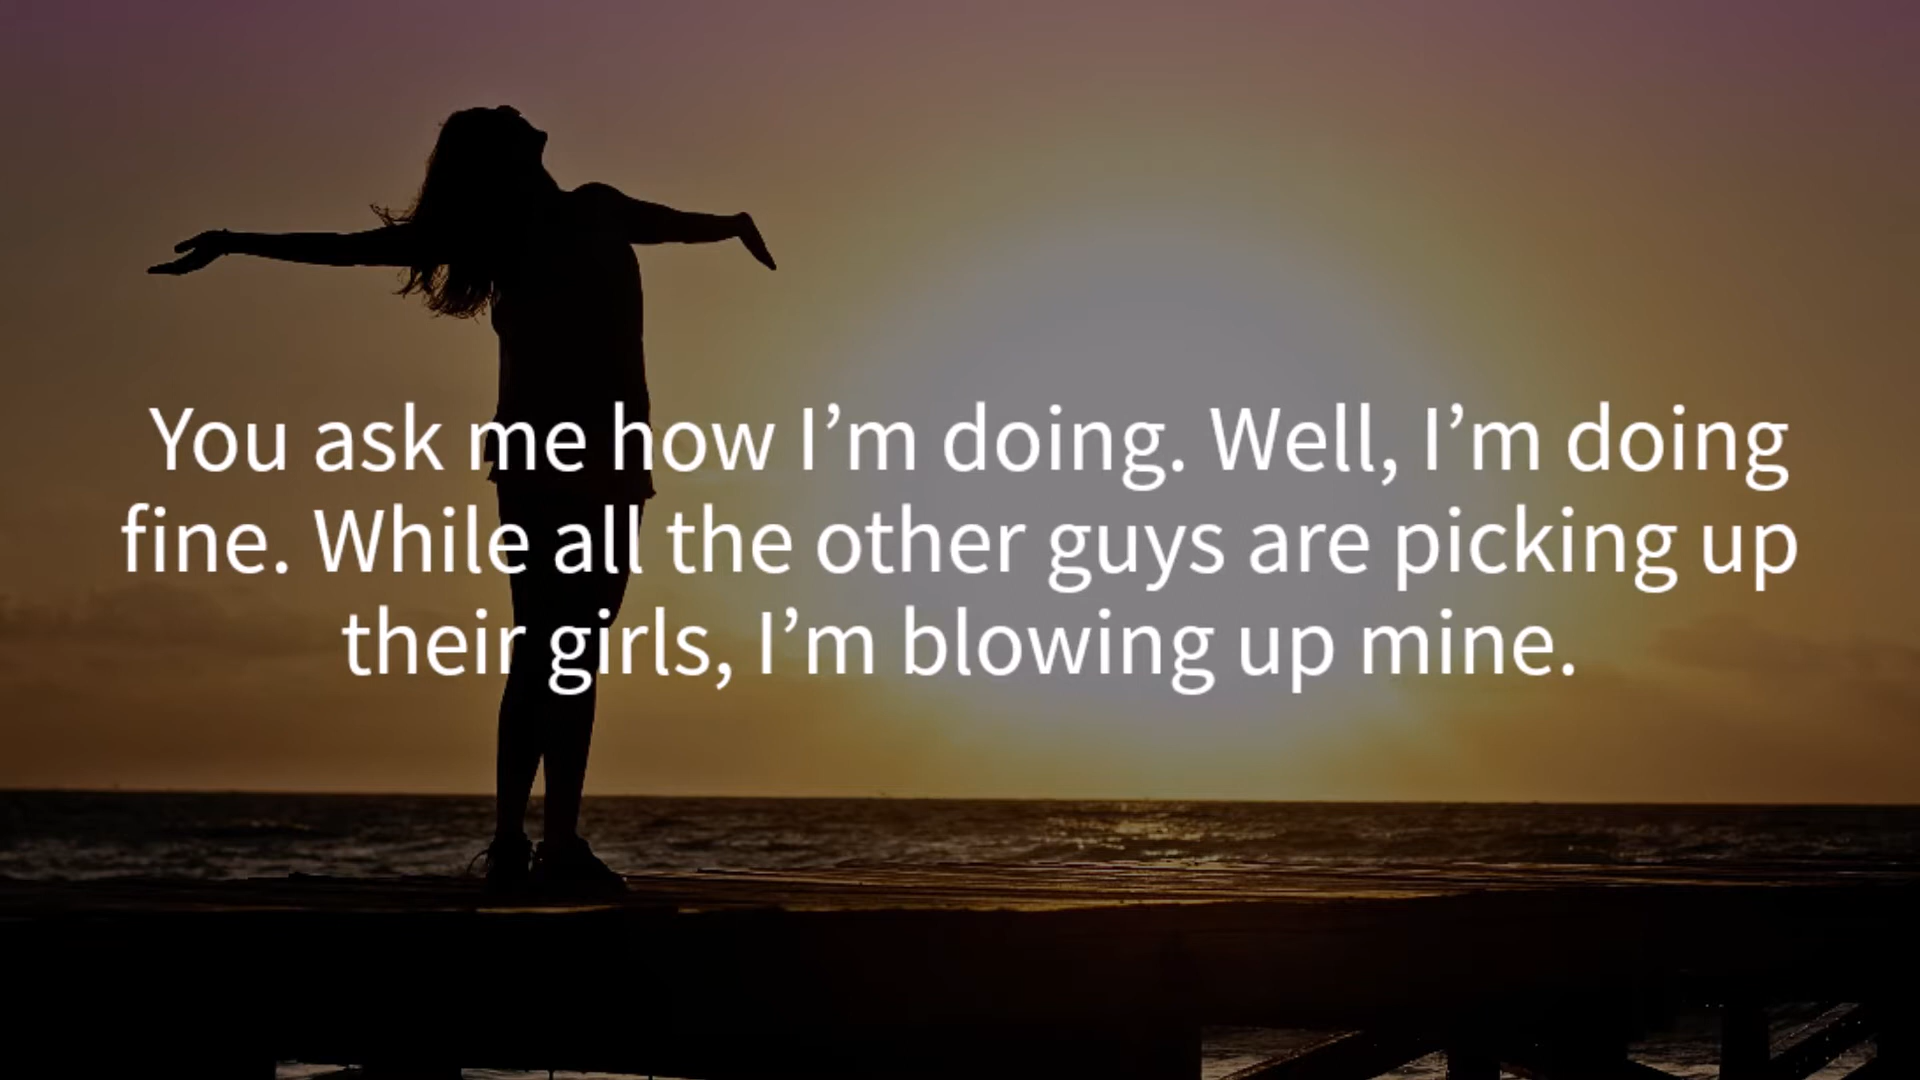 You ask me how I’m doing. Well, I’m doing
fine. While all the other guys are picking up
their girls, I’m blowing up mine.